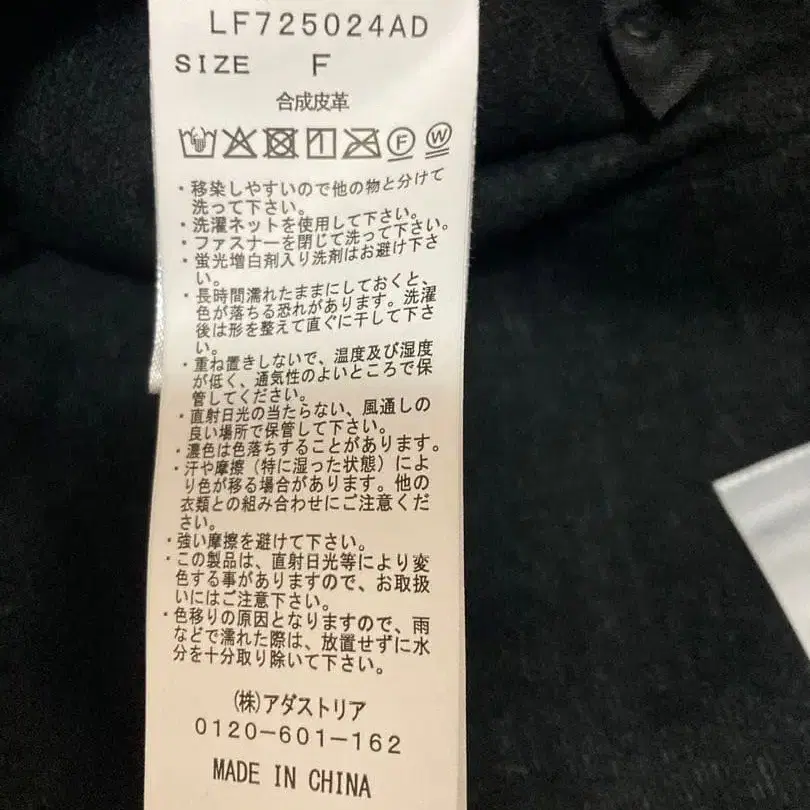 LF725024AD
SIZE F
合成皮革
F W
・移染しやすいので他の物と分けて
洗って下さい。
・洗濯ネットを使用して下さい。
・ファスナーを閉じて洗って下さい。
・蛍光増白剤入り洗剤はお避け下さ
い。
・長時間濡れたままにしておくと、
色が落ちる恐れがあります。洗濯
後は形を整えて直ぐに干して下さ
い。
・重ね置きしないで、温度及び湿度
が低く、通気性のよいところで保
管してください。
・直射日光の当たらない、風通しの
良い場所で保管して下さい。
・濃色は色落ちすることがあります。
・汗や摩擦（特に湿った状態）によ
り色が移る場合があります。他の
衣類との組み合わせにご注意くだ
さい。
・強い摩擦を避けて下さい。
・この製品は、直射日光等により変
色する事がありますので、お取扱
いにはご注意下さい。
・色移りの原因となりますので、雨
などで濡れた際は、放置せずに水
分を十分取り除いて下さい。
(株)アダストリア
0120-601-162
MADE IN CHINA